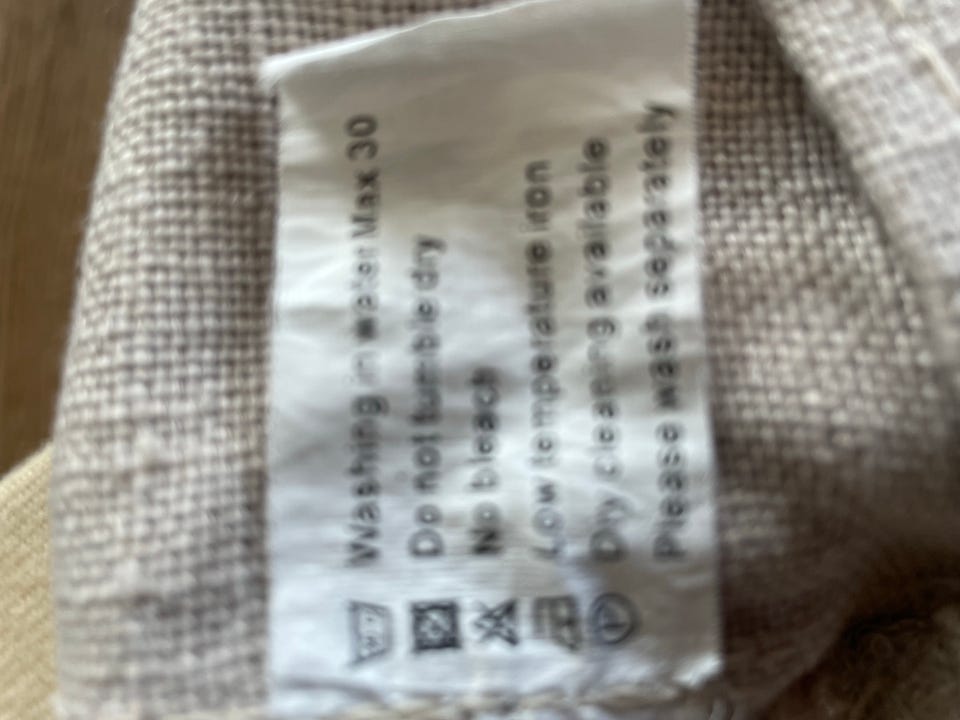 Washing in water Max 30
Do not tumble dry
No bleach
Low temperature iron
Dry cleaning available
Please wash separately